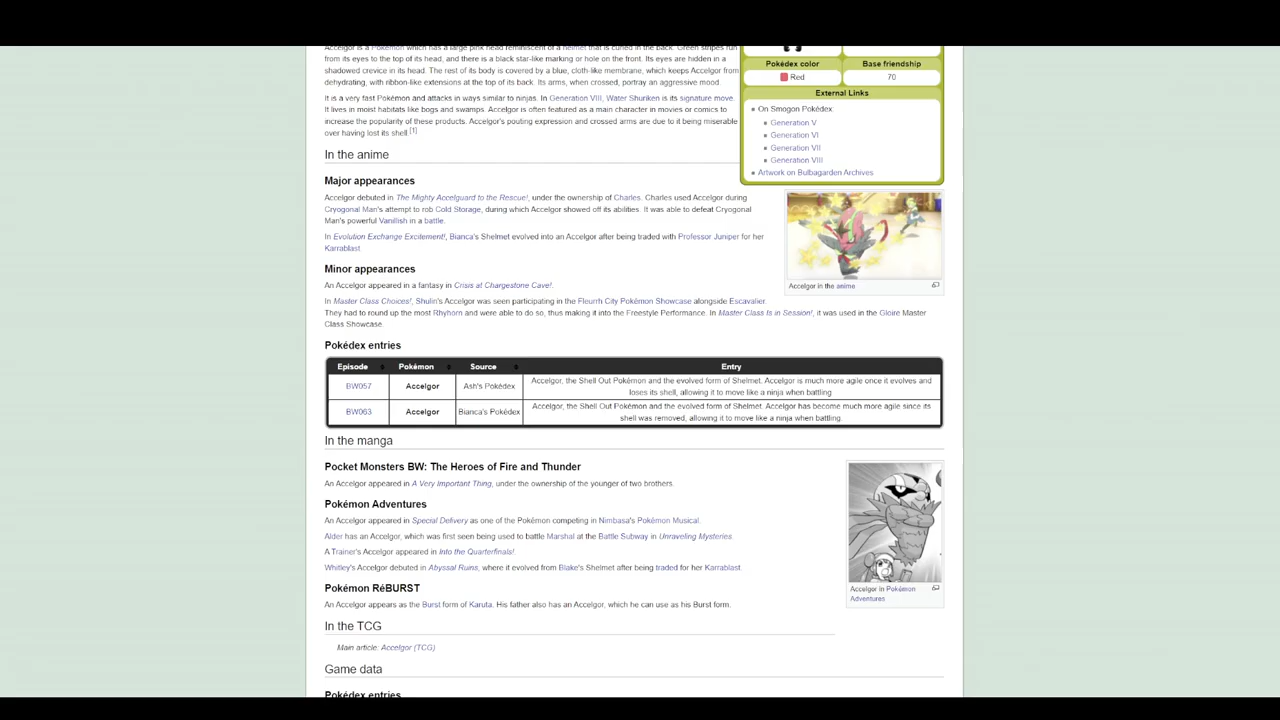 Accelgor is a Pokémon which has a large pink head reminiscent of a helmet that is curled in the back. Green stripes run
from its eyes to the top of its head, and there is a black star-like marking or hole on the front. Its eyes are hidden in a
shadowed crevice in its head. The rest of its body is covered by a blue, cloth-like membrane, which keeps Accelgor from
dehydrating, with ribbon-like extensions at the top of its back. Its arms, when crossed, portray an aggressive mood.
It is a very fast Pokémon and attacks in ways similar to ninjas. In Generation VIII, Water Shuriken is its signature move.
It lives in moist habitats like bogs and swamps. Accelgor is often featured as a main character in movies or comics to
increase the popularity of these products. Accelgor's pouting expression and crossed arms are due to it being miserable
over having lost its shell.[1]
Pokédex color
Base friendship
Red
70
External Links
On Smogon Pokédex:
Generation V
Generation VI
Generation VII
Generation VIII
Artwork on Bulbagarden Archives
In the anime
Major appearances
Accelgor debuted in The Mighty Accelguard to the Rescue!, under the ownership of Charles. Charles used Accelgor during
Cryogonal Man's attempt to rob Cold Storage, during which Accelgor showed off its abilities. It was able to defeat Cryogonal
Man's powerful Vanillish in a battle.
In Evolution Exchange Excitement!, Bianca's Shelmet evolved into an Accelgor after being traded with Professor Juniper for her
Karrablast.
Accelgor in the anime
Minor appearances
An Accelgor appeared in a fantasy in Crisis at Chargestone Cave!.
In Master Class Choices!, Shulin's Accelgor was seen participating in the Fleurrh City Pokémon Showcase alongside Escavalier.
They had to round up the most Rhyhorn and were able to do so, thus making it into the Freestyle Performance. In Master Class Is in Session!, it was used in the Gloire Master
Class Showcase.
Pokédex entries
Episode Pokémon Source Entry
BW057 Accelgor Ash's Pokédex Accelgor, the Shell Out Pokémon and the evolved form of Shelmet. Accelgor is much more agile once it evolves and
loses its shell, allowing it to move like a ninja when battling
BW063 Accelgor Bianca's Pokédex Accelgor, the Shell Out Pokémon and the evolved form of Shelmet. Accelgor has become much more agile since its
shell was removed, allowing it to move like a ninja when battling.
In the manga
Pocket Monsters BW: The Heroes of Fire and Thunder
An Accelgor appeared in A Very Important Thing, under the ownership of the younger of two brothers.
Pokémon Adventures
An Accelgor appeared in Special Delivery as one of the Pokémon competing in Nimbasa's Pokémon Musical.
Alder has an Accelgor, which was first seen being used to battle Marshal at the Battle Subway in Unraveling Mysteries.
A Trainer's Accelgor appeared in Into the Quarterfinals!.
Whitley's Accelgor debuted in Abyssal Ruins, where it evolved from Blake's Shelmet after being traded for her Karrablast.
Accelgor in Pokémon
Adventures
Pokémon RéBURST
An Accelgor appears as the Burst form of Karuta. His father also has an Accelgor, which he can use as his Burst form.
In the TCG
Main article: Accelgor (TCG)
Game data
Pokédex entries